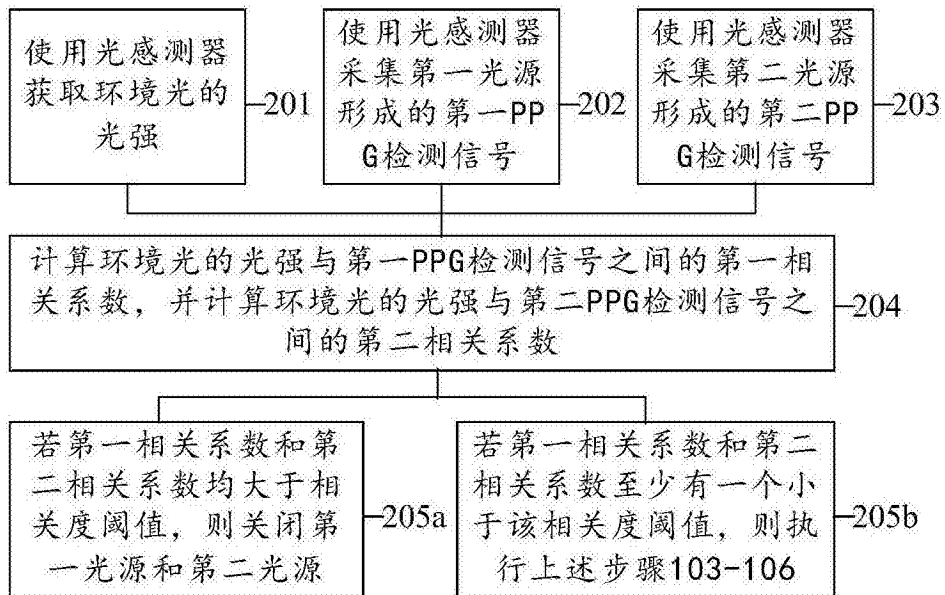 使用光感测器
获取环境光的
光强
201
使用光感测器
采集第一光源
形成的第一PP
G检测信号
202
使用光感测器
采集第二光源
形成的第二PP
G检测信号
203
计算环境光的光强与第一PPG检测信号之间的第一相
关系数，并计算环境光的光强与第二PPG检测信号之
间的第二相关系数
204
若第一相关系数和第
二相关系数均大于相
关度阈值，则关闭第
一光源和第二光源
205a
若第一相关系数和第二
相关系数至少有一个小
于该相关度阈值，则执
行上述步骤103-106
205b